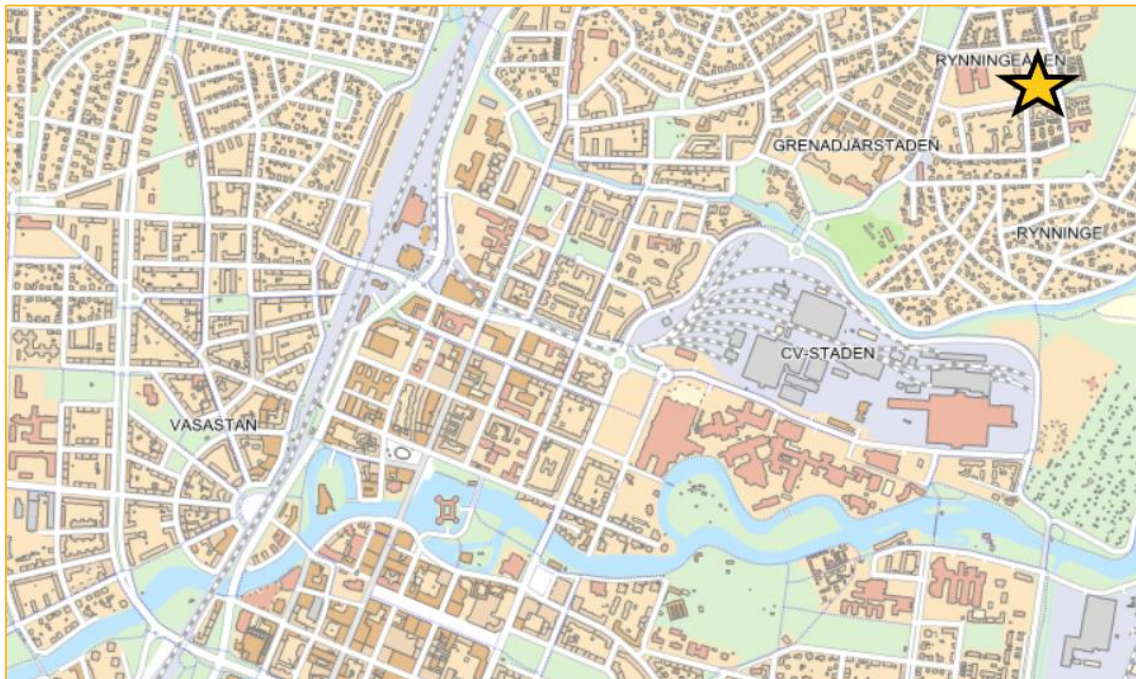 RYNNINGEÅSEN
GRENADJÄRSTADEN
RYNNINGE
CV-STADEN
VASASTAN